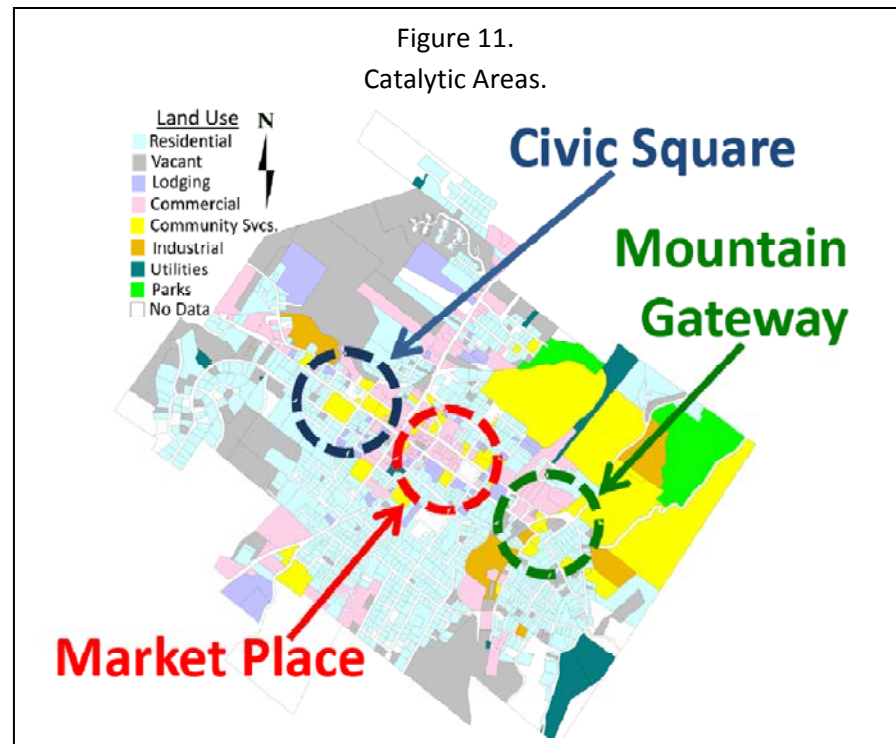 Figure 11.
Catalytic Areas.
Land Use
N
Residential
Vacant
Lodging
Commercial
Community Svcs.
Industrial
Utilities
Parks
No Data
Civic Square
Mountain
Gateway
Market Place